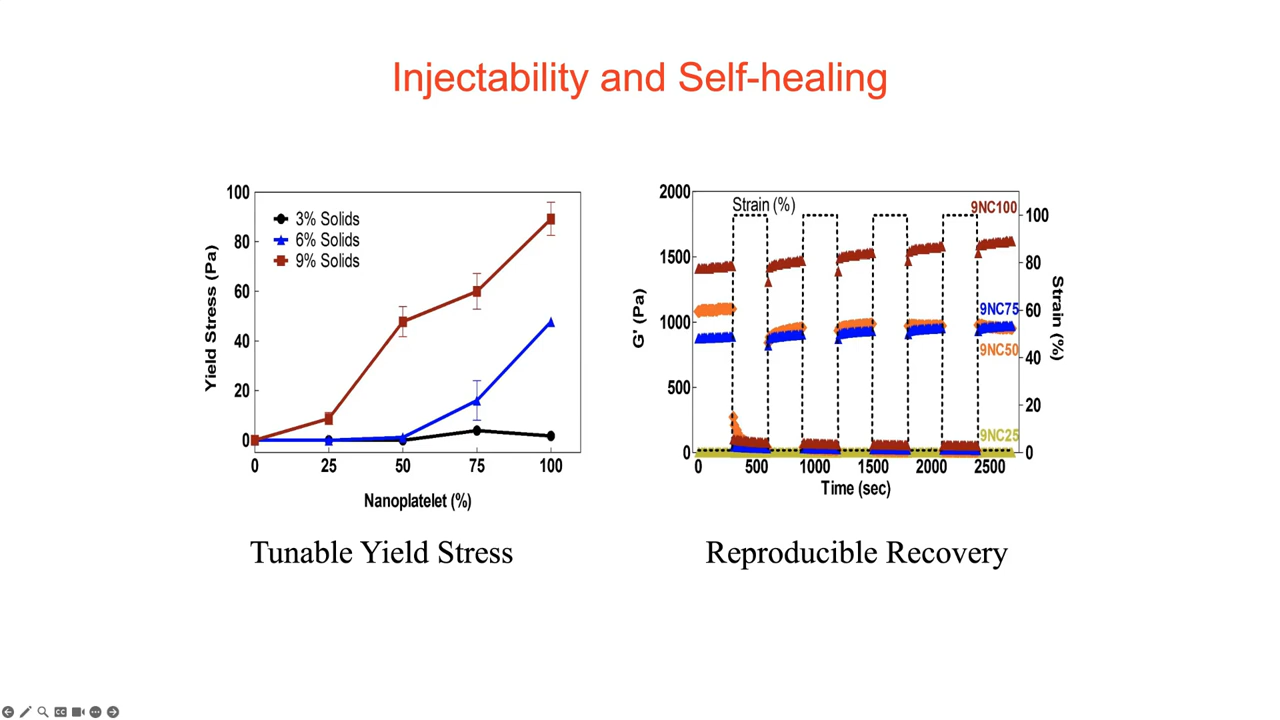 Injectability and Self-healing
Yield Stress (Pa)
100
80
60
40
20
0
3% Solids
6% Solids
9% Solids
0 25 50 75 100
Nanoplatelet (%)
Tunable Yield Stress
G' (Pa)
2000
1500
1000
500
0
Strain (%)
9NC100
9NC75
9NC50
9NC25
100
80
60
40
20
0
Strain (%)
0 500 1000 1500 2000 2500
Time (sec)
Reproducible Recovery
CC